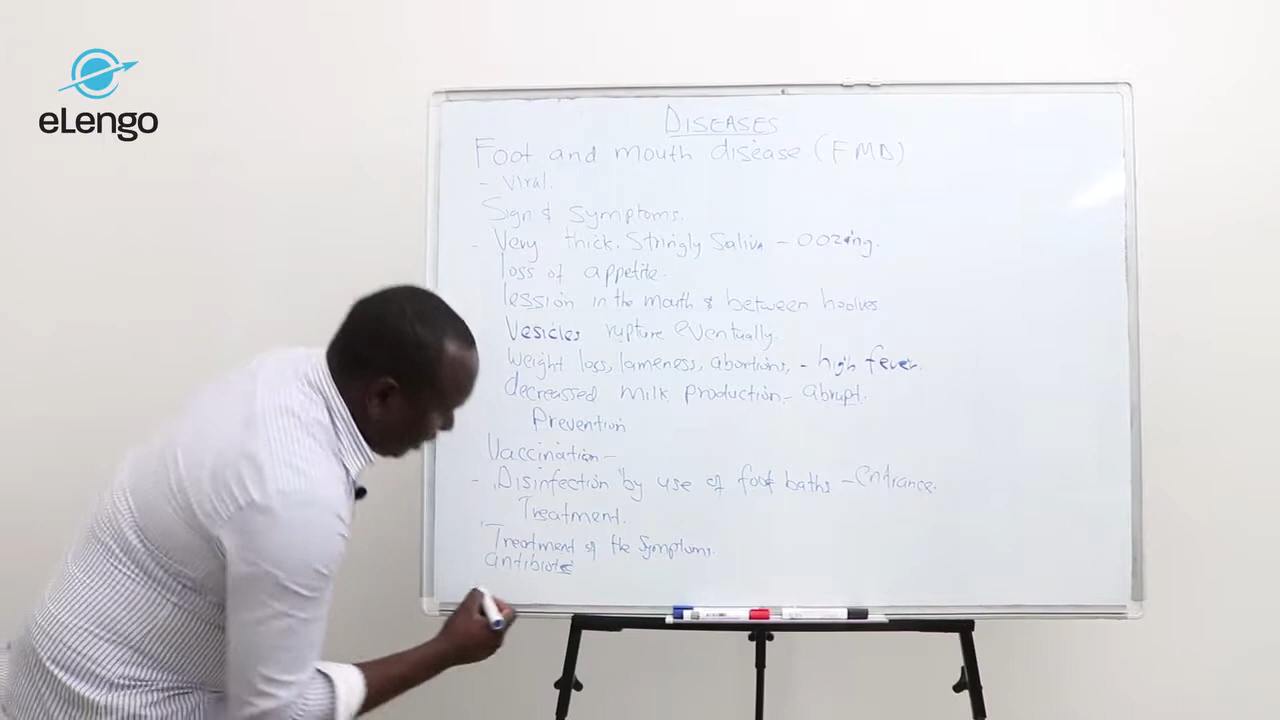 eLengo
DISEASES
Foot and mouth disease (FMD)
- Viral.
Sign & Symptoms.
- Very thick. Stringly Saliva - oozing.
loss of appetite.
lession in the mouth & between hooves
Vesicles rupture eventually.
Weight loss, lameness, abortions, - high fever.
decreased milk production - abrupt.
Prevention
Vaccination -
- Disinfection by use of foot baths - entrance.
Treatment.
Treatment of the Symptoms.